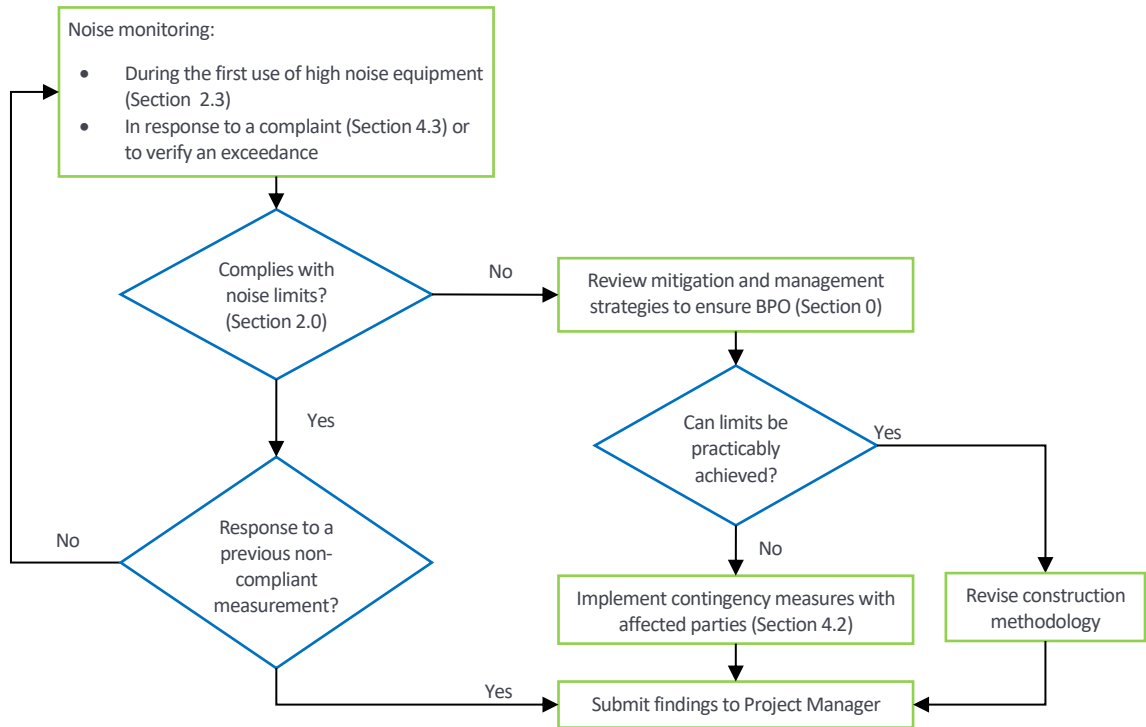 Noise monitoring:
• During the first use of high noise equipment
(Section 2.3)
• In response to a complaint (Section 4.3) or
to verify an exceedance
Complies with
noise limits?
(Section 2.0)
No
Review mitigation and management
strategies to ensure BPO (Section 0)
Yes
Can limits be
practicably
achieved?
Yes
No
Response to a
previous non-
compliant
measurement?
No
Implement contingency measures with
affected parties (Section 4.2)
Revise construction
methodology
Yes
Submit findings to Project Manager